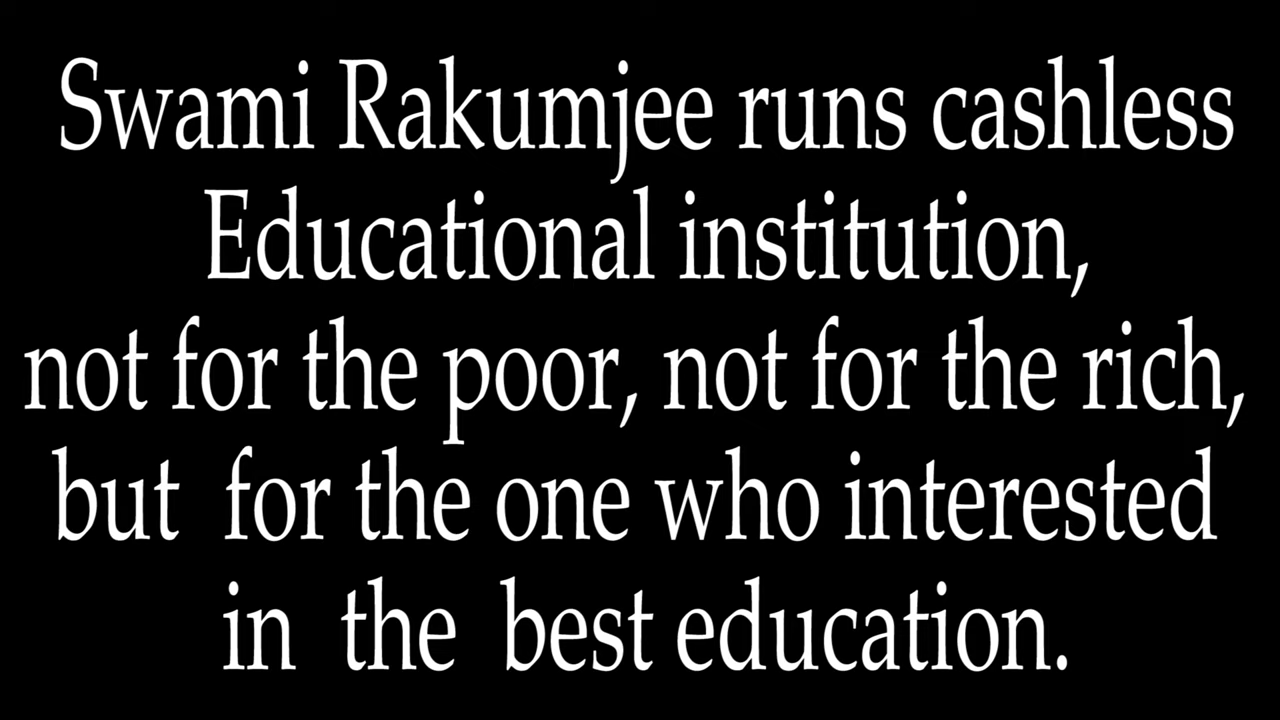 Swami Rakumjee runs cashless
Educational institution,
not for the poor, not for the rich,
but for the one who interested
in the best education.